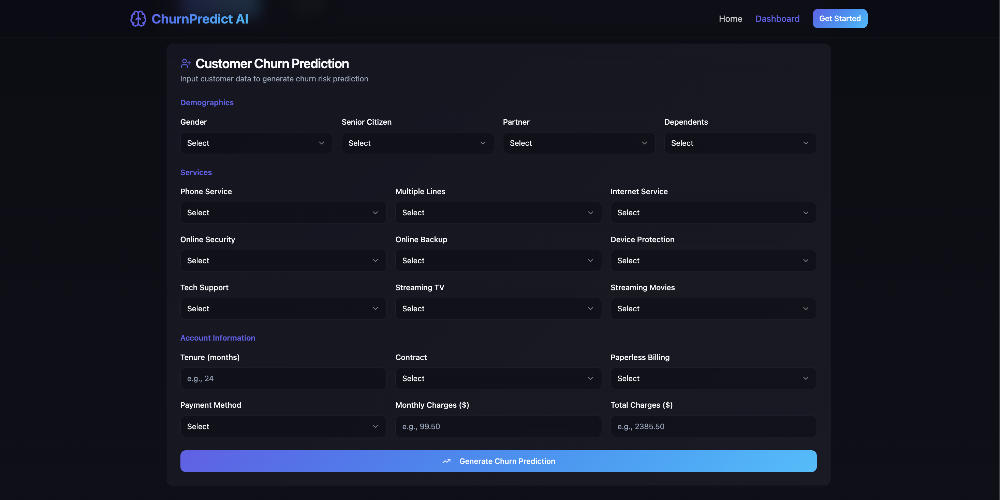 ChurnPredict AI
Home Dashboard Get Started
Customer Churn Prediction
Input customer data to generate churn risk prediction
Demographics
Gender Senior Citizen Partner Dependents
Select Select Select Select
Services
Phone Service Multiple Lines Internet Service
Select Select Select
Online Security Online Backup Device Protection
Select Select Select
Tech Support Streaming TV Streaming Movies
Select Select Select
Account Information
Tenure (months) Contract Paperless Billing
e.g., 24 Select Select
Payment Method Monthly Charges ($) Total Charges ($)
Select e.g., 99.50 e.g., 2385.50
Generate Churn Prediction